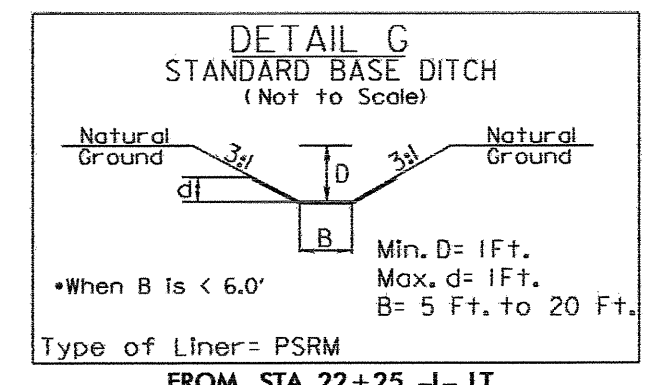 DETAIL G
STANDARD BASE DITCH
(Not to Scale)
Natural Ground
Natural Ground
3:1
3:1
D
d
B
Min. D= 1Ft.
Max. d= 1Ft.
•When B is < 6.0'
B= 5 Ft. to 20 Ft.
Type of Liner= PSRM
FROM STA 22+25 -L- LT